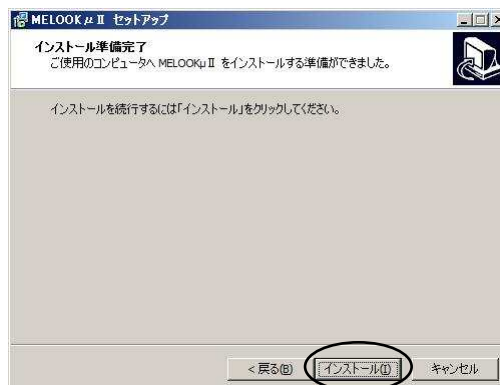 MELOOKμⅡ セットアップ
インストール準備完了
ご使用のコンピュータへ MELOOKμⅡ をインストールする準備ができました。
インストールを続行するには「インストール」をクリックしてください。
< 戻る(B) インストール(I) キャンセル